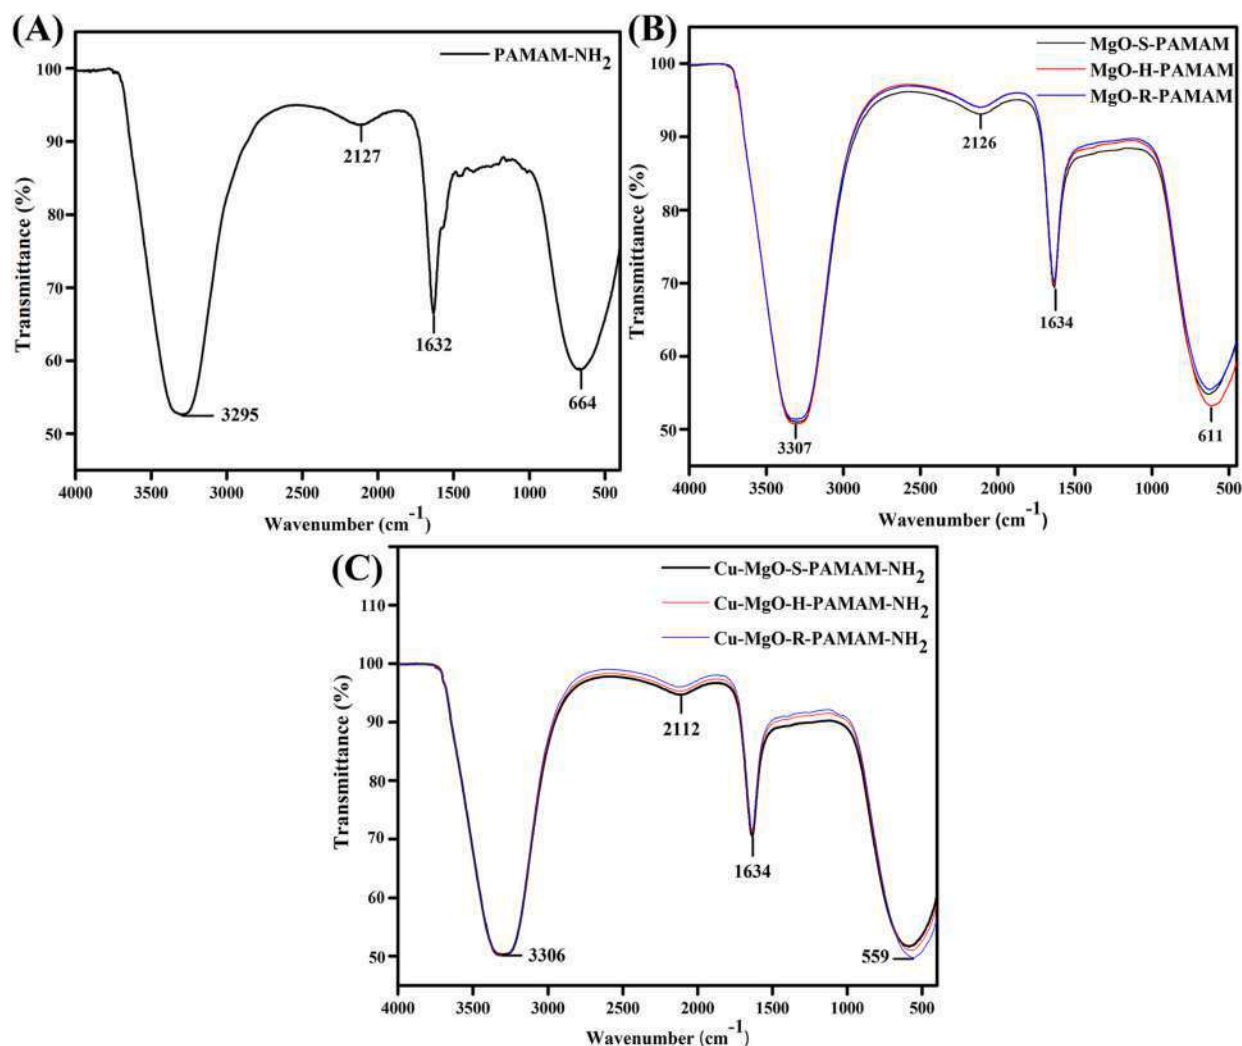 (A)
PAMAM-NH2
100
90
80
70
60
50
2127
1632
664
3295
4000 3500 3000 2500 2000 1500 1000 500
Transmittance (%)
Wavenumber (cm-1)
(B)
MgO-S-PAMAM
MgO-H-PAMAM
MgO-R-PAMAM
100
90
80
70
60
50
2126
1634
3307
611
4000 3500 3000 2500 2000 1500 1000 500
Transmittance (%)
Wavenumber (cm-1)
(C)
Cu-MgO-S-PAMAM-NH2
Cu-MgO-H-PAMAM-NH2
Cu-MgO-R-PAMAM-NH2
110
100
90
80
70
60
50
2112
1634
3306
559
4000 3500 3000 2500 2000 1500 1000 500
Transmittance (%)
Wavenumber (cm-1)